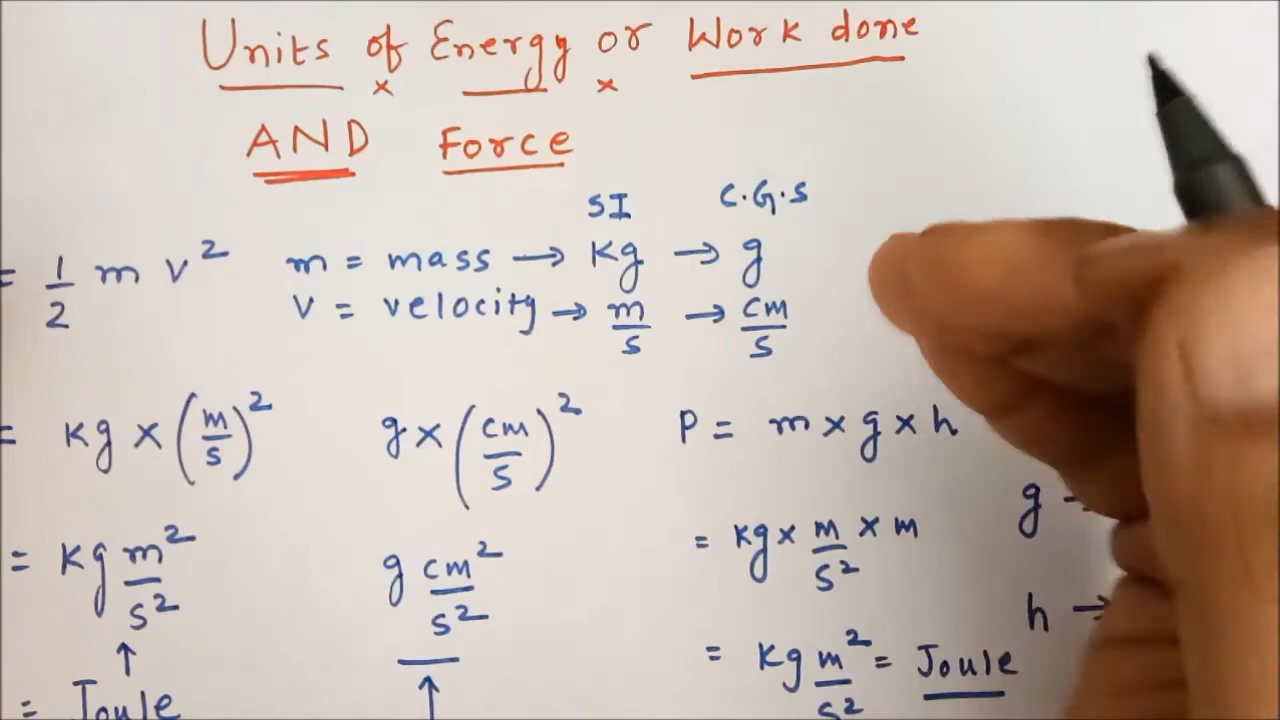 Units of Energy or Work done
x x
AND Force
SI C.G.S
= 1/2 m v² m = mass → Kg → g
v = velocity → m/s → cm/s
= Kg x (m/s)² g x (cm/s)² P = m x g x h
g →
= Kg m²/s² g cm²/s² = Kg x m/s² x m
h →
↑ = Kg m²/s² = Joule
= Joule ↑